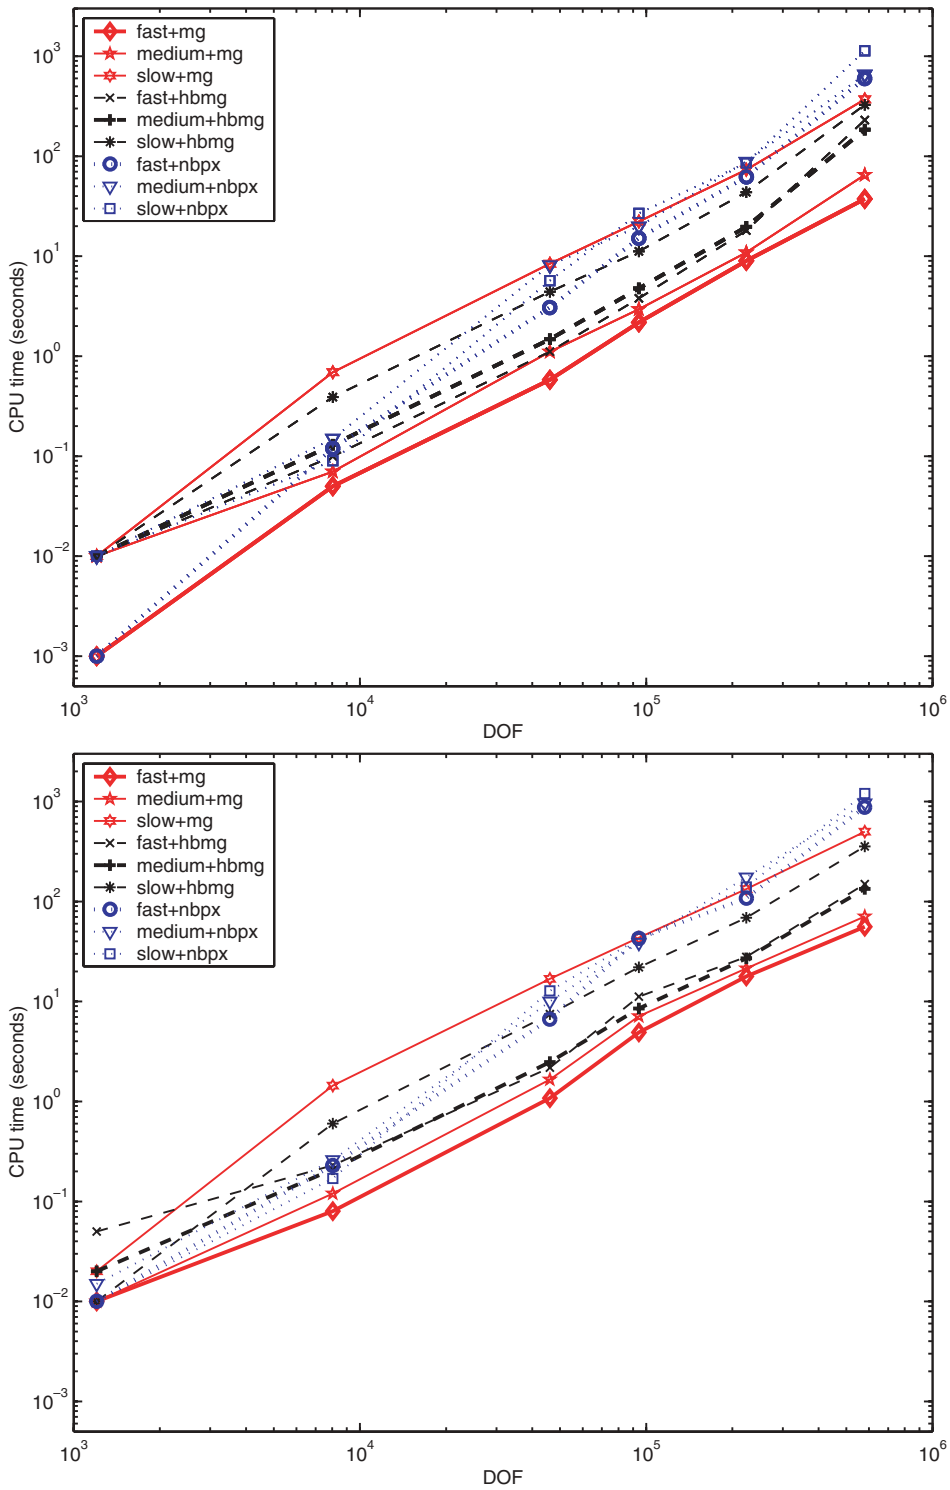 fast+mg
medium+mg
slow+mg
fast+hbmg
medium+hbmg
slow+hbmg
fast+nbpx
medium+nbpx
slow+nbpx
10^3
10^2
10^1
10^0
10^-1
10^-2
10^-3
CPU time (seconds)
10^3 10^4 10^5 10^6
DOF
fast+mg
medium+mg
slow+mg
fast+hbmg
medium+hbmg
slow+hbmg
fast+nbpx
medium+nbpx
slow+nbpx
10^3
10^2
10^1
10^0
10^-1
10^-2
10^-3
CPU time (seconds)
10^3 10^4 10^5 10^6
DOF